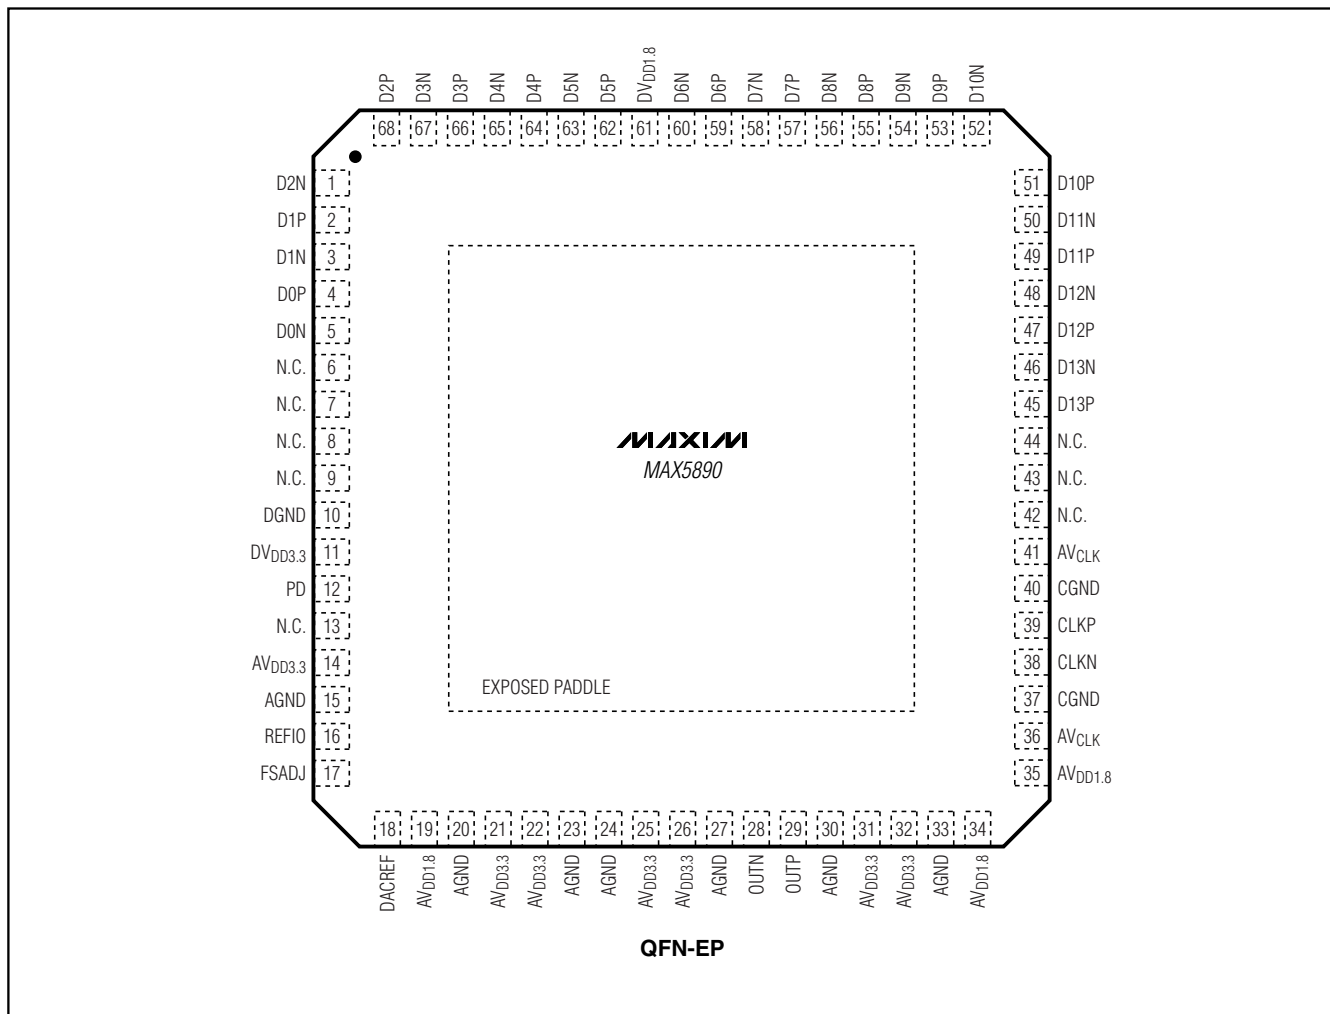 D2P D3N D3P D4N D4P D5N D5P DVDD1.8 D6N D6P D7N D7P D8N D8P D9N D9P D10N
68 67 66 65 64 63 62 61 60 59 58 57 56 55 54 53 52
D2N 1
D1P 2
D1N 3
D0P 4
D0N 5
N.C. 6
N.C. 7
N.C. 8
N.C. 9
DGND 10
DVDD3.3 11
PD 12
N.C. 13
AVDD3.3 14
AGND 15
REFIO 16
FSADJ 17
MAXIM
MAX5890
EXPOSED PADDLE
51 D10P
50 D11N
49 D11P
48 D12N
47 D12P
46 D13N
45 D13P
44 N.C.
43 N.C.
42 N.C.
41 AVCLK
40 CGND
39 CLKP
38 CLKN
37 CGND
36 AVCLK
35 AVDD1.8
18 19 20 21 22 23 24 25 26 27 28 29 30 31 32 33 34
DACREF AVDD1.8 AGND AVDD3.3 AVDD3.3 AGND AGND AVDD3.3 AVDD3.3 AGND OUTN OUTP AGND AVDD3.3 AVDD3.3 AGND AVDD1.8
QFN-EP